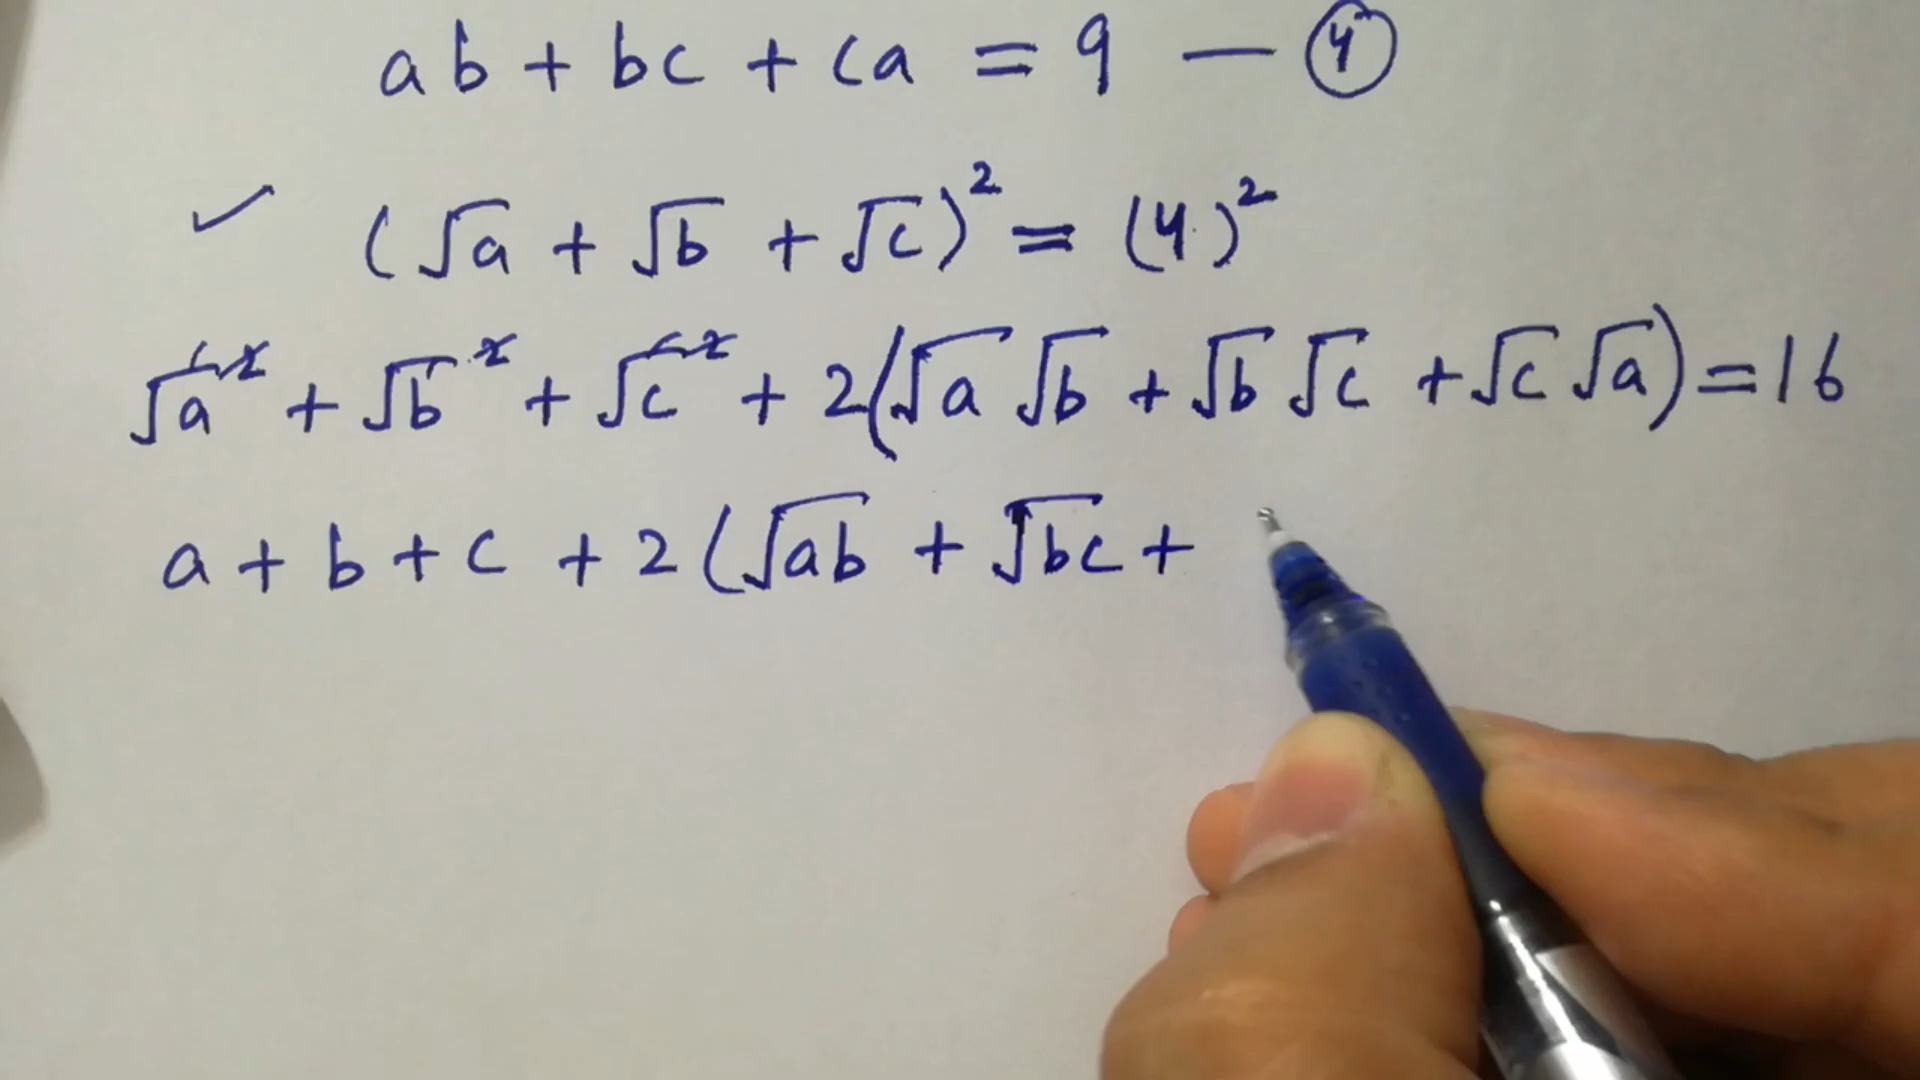 ab + bc + ca = 9 — ④
✓ (√a + √b + √c)² = (4)²
√a² + √b² + √c² + 2(√a √b + √b √c + √c √a) = 16
a + b + c + 2(√ab + √bc +